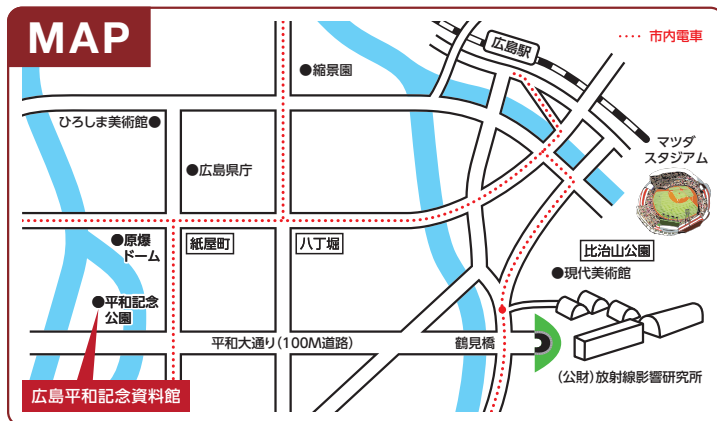 MAP
広島駅
市内電車
縮景園
ひろしま美術館
マツダ
スタジアム
広島県庁
原爆
ドーム
紙屋町
八丁堀
比治山公園
現代美術館
平和記念
公園
平和大通り(100M道路)
鶴見橋
広島平和記念資料館
(公財)放射線影響研究所